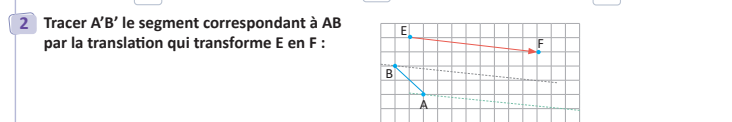 2 Tracer A'B' le segment correspondant à AB
par la translation qui transforme E en F :
E
F
B
A